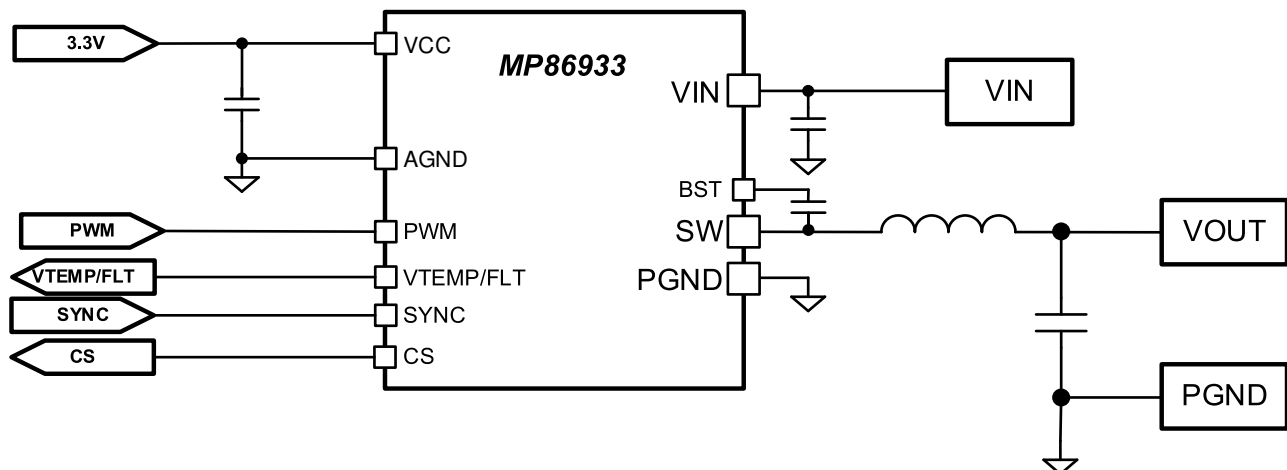 3.3V
VCC
MP86933
VIN
VIN
AGND
BST
PWM
PWM
SW
VOUT
VTEMP/FLT
VTEMP/FLT
PGND
SYNC
SYNC
CS
CS
PGND